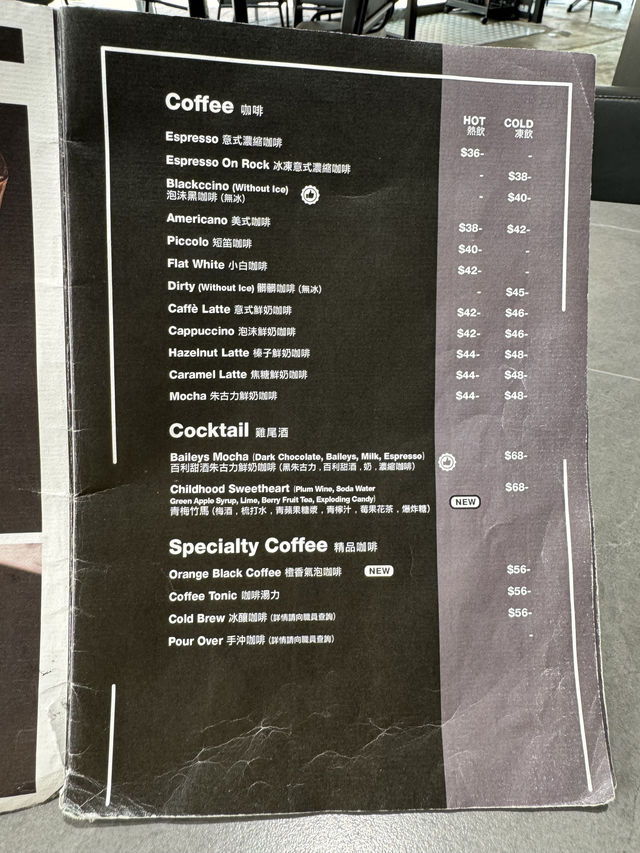 Coffee 咖啡
HOT COLD
熱飲 凍飲
Espresso 意式濃縮咖啡 $36- -
Espresso On Rock 冰凍意式濃縮咖啡 - $38-
Blackccino (Without Ice) - $40-
泡沫黑咖啡 (無冰)
Americano 美式咖啡 $38- $42-
Piccolo 短笛咖啡 $40- -
Flat White 小白咖啡 $42- -
Dirty (Without Ice) 髒髒咖啡 (無冰) - $45-
Caffè Latte 意式鮮奶咖啡 $42- $46-
Cappuccino 泡沫鮮奶咖啡 $42- $46-
Hazelnut Latte 榛子鮮奶咖啡 $44- $48-
Caramel Latte 焦糖鮮奶咖啡 $44- $48-
Mocha 朱古力鮮奶咖啡 $44- $48-
Cocktail 雞尾酒
Baileys Mocha (Dark Chocolate, Baileys, Milk, Espresso) $68-
百利甜酒朱古力鮮奶咖啡 (黑朱古力 , 百利甜酒 , 奶 , 濃縮咖啡)
Childhood Sweetheart (Plum Wine, Soda Water $68-
Green Apple Syrup, Lime, Berry Fruit Tea, Exploding Candy) NEW
青梅竹馬 (梅酒 , 梳打水 , 青蘋果糖漿 , 青檸汁 , 莓果花茶 , 爆炸糖)
Specialty Coffee 精品咖啡
Orange Black Coffee 橙香氣泡咖啡 NEW $56-
Coffee Tonic 咖啡湯力 $56-
Cold Brew 冰釀咖啡 (詳情請向職員查詢) $56-
Pour Over 手沖咖啡 (詳情請向職員查詢) -